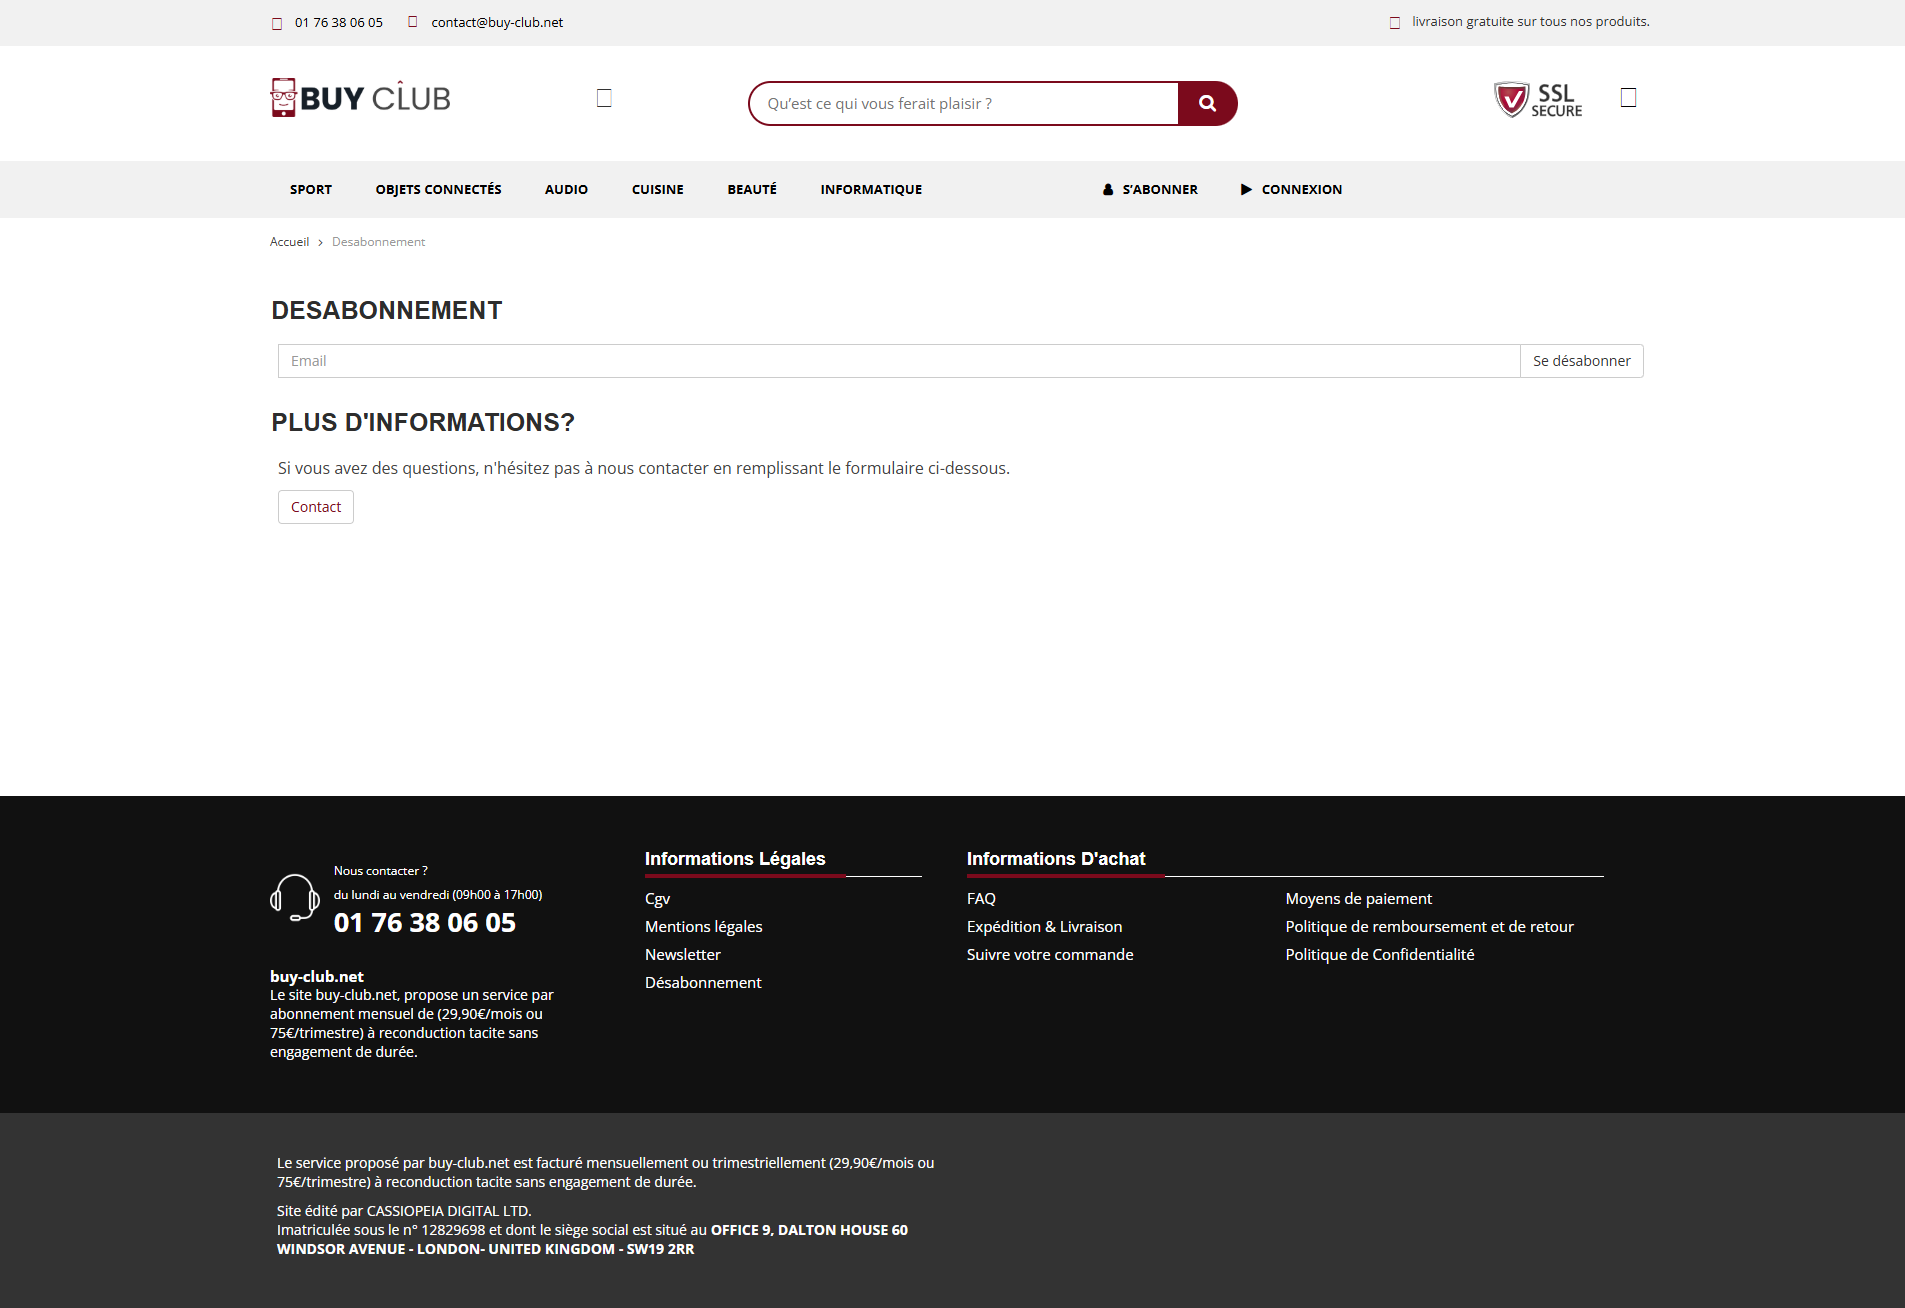 01 76 38 06 05 contact@buy-club.net livraison gratuite sur tous nos produits.
BUY CLUB Qu’est ce qui vous ferait plaisir ? SSL
SECURE
SPORT OBJETS CONNECTÉS AUDIO CUISINE BEAUTÉ INFORMATIQUE S’ABONNER CONNEXION
Accueil > Desabonnement
DESABONNEMENT
Email Se désabonner
PLUS D'INFORMATIONS?
Si vous avez des questions, n'hésitez pas à nous contacter en remplissant le formulaire ci-dessous.
Contact
Nous contacter ?
du lundi au vendredi (09h00 à 17h00)
01 76 38 06 05
buy-club.net
Le site buy-club.net, propose un service par
abonnement mensuel de (29,90€/mois ou
75€/trimestre) à reconduction tacite sans
engagement de durée.
Informations Légales
Cgv
Mentions légales
Newsletter
Désabonnement
Informations D'achat
FAQ
Expédition & Livraison
Suivre votre commande
Moyens de paiement
Politique de remboursement et de retour
Politique de Confidentialité
Le service proposé par buy-club.net est facturé mensuellement ou trimestriellement (29,90€/mois ou
75€/trimestre) à reconduction tacite sans engagement de durée.
Site édité par CASSIOPEIA DIGITAL LTD.
Imatriculée sous le n° 12829698 et dont le siège social est situé au OFFICE 9, DALTON HOUSE 60
WINDSOR AVENUE - LONDON- UNITED KINGDOM - SW19 2RR